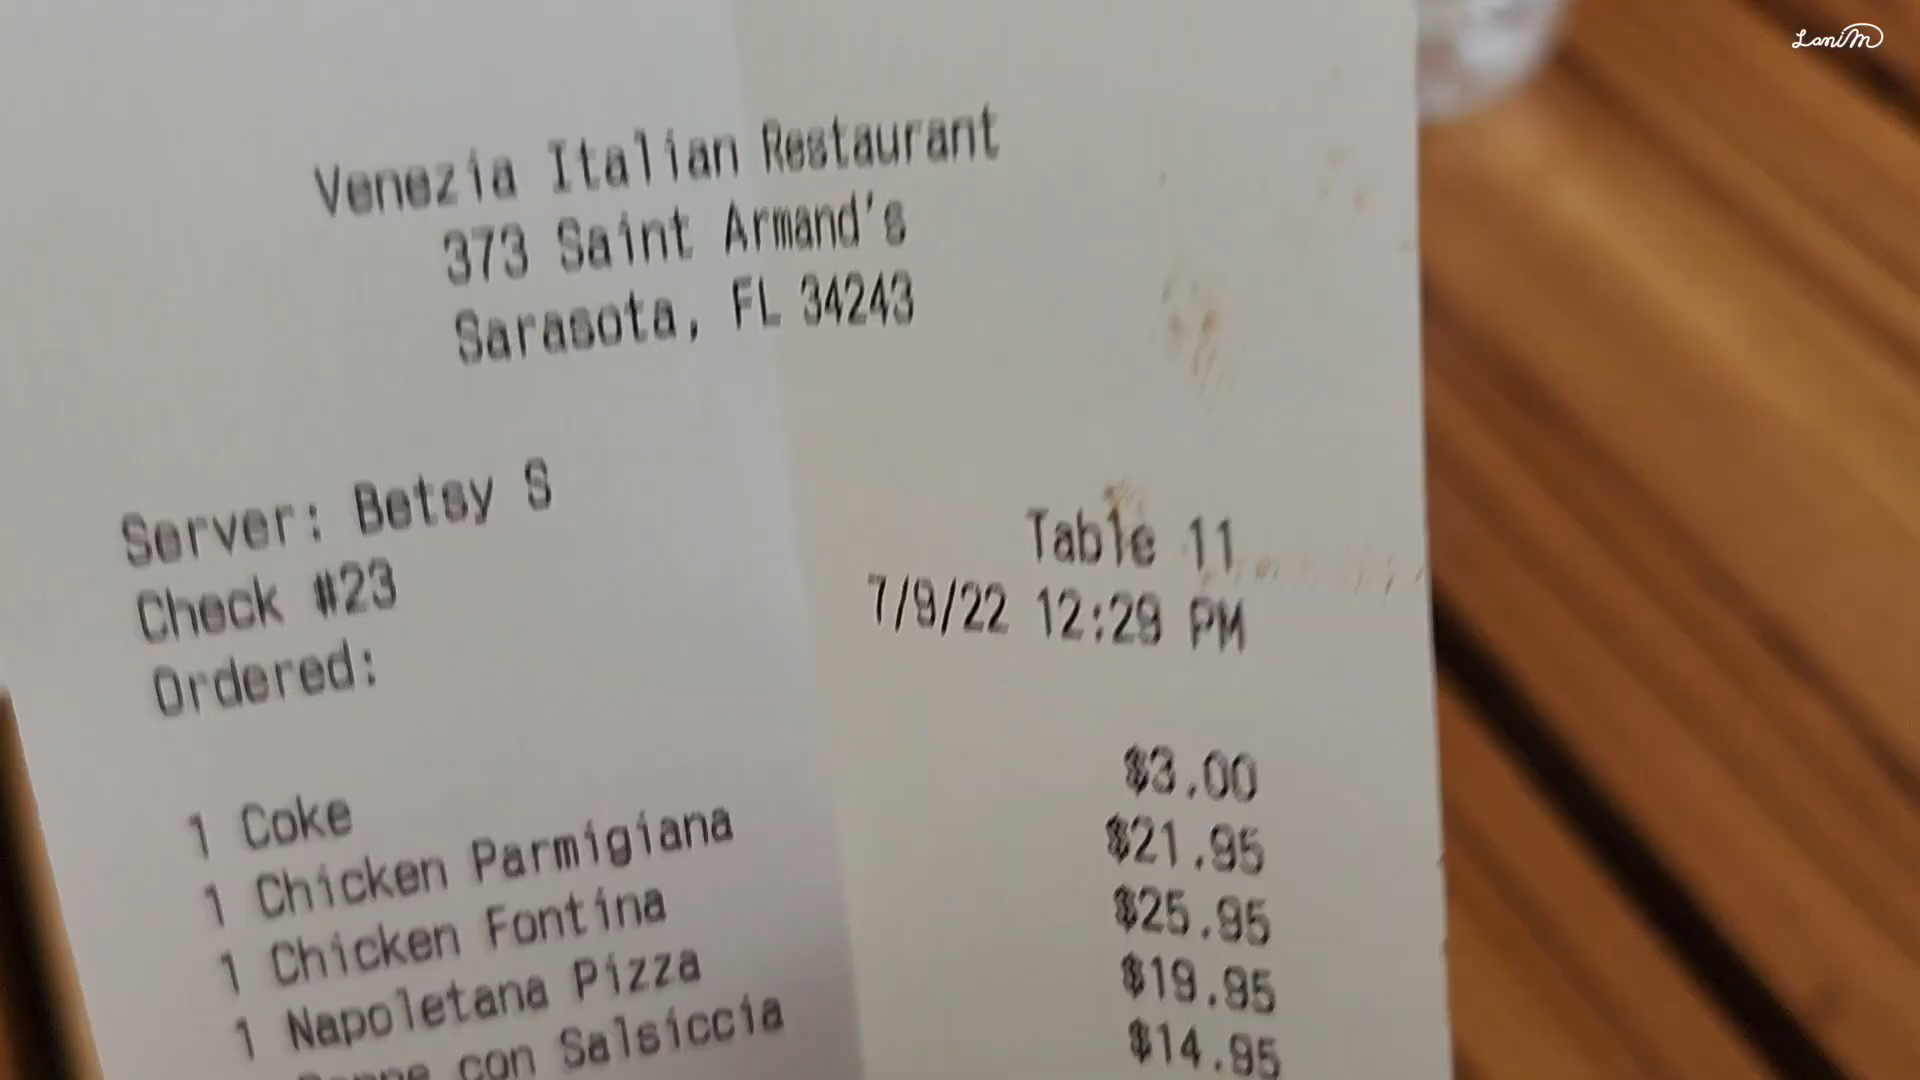 LaniM
Venezia Italian Restaurant
373 Saint Armand's
Sarasota, FL 34243
Server: Betsy S
Table 11
Check #23
7/9/22 12:29 PM
Ordered:
1 Coke $3.00
1 Chicken Parmigiana $21.95
1 Chicken Fontina $25.95
1 Napoletana Pizza $19.95
con Salsiccia $14.95